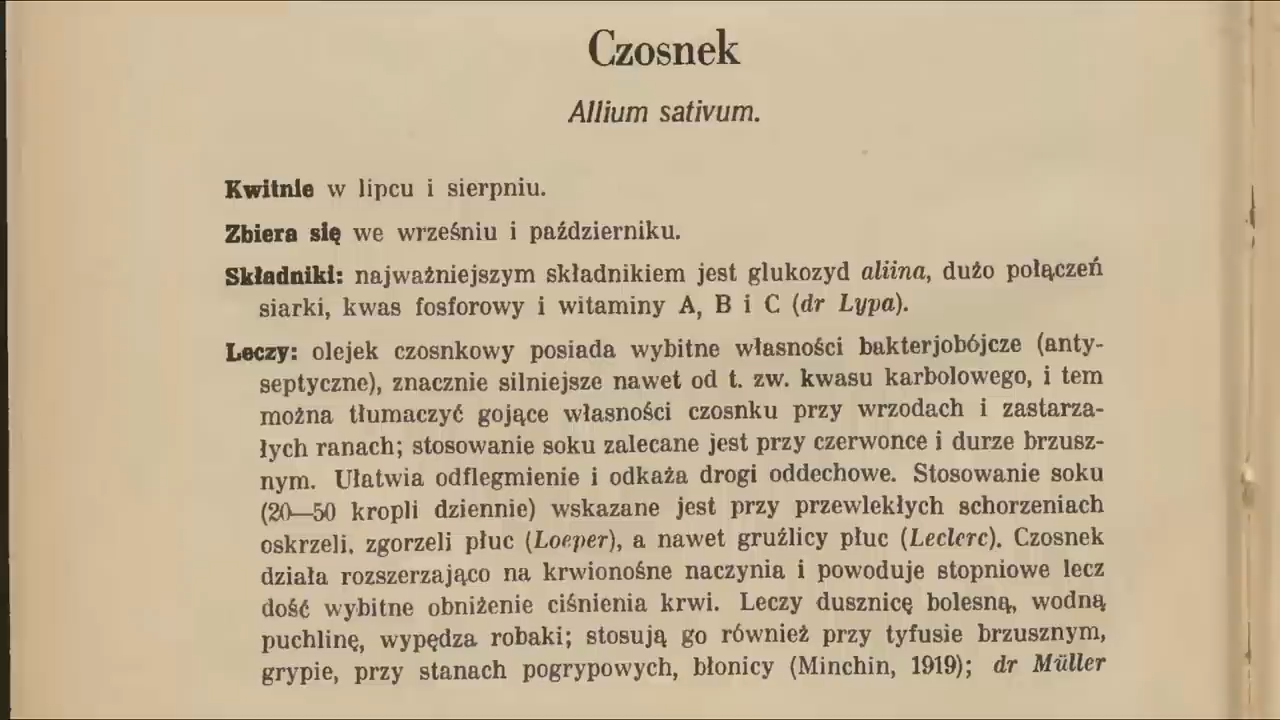 Czosnek
Allium sativum.
Kwitnie w lipcu i sierpniu.
Zbiera się we wrześniu i październiku.
Składniki: najważniejszym składnikiem jest glukozyd aliina, dużo połączeń
siarki, kwas fosforowy i witaminy A, B i C (dr Lypa).
Leczy: olejek czosnkowy posiada wybitne własności bakterjobójcze (anty-
septyczne), znacznie silniejsze nawet od t. zw. kwasu karbolowego, i tem
można tłumaczyć gojące własności czosnku przy wrzodach i zastarza-
łych ranach; stosowanie soku zalecane jest przy czerwonce i durze brzusz-
nym. Ułatwia odflegmienie i odkaża drogi oddechowe. Stosowanie soku
(20—50 kropli dziennie) wskazane jest przy przewlekłych schorzeniach
oskrzeli, zgorzeli płuc (Loeper), a nawet gruźlicy płuc (Leclerc). Czosnek
działa rozszerzająco na krwionośne naczynia i powoduje stopniowe lecz
dość wybitne obniżenie ciśnienia krwi. Leczy dusznicę bolesną, wodną
puchlinę, wypędza robaki; stosują go również przy tyfusie brzusznym,
grypie, przy stanach pogrypowych, błonicy (Minchin, 1919); dr Müller